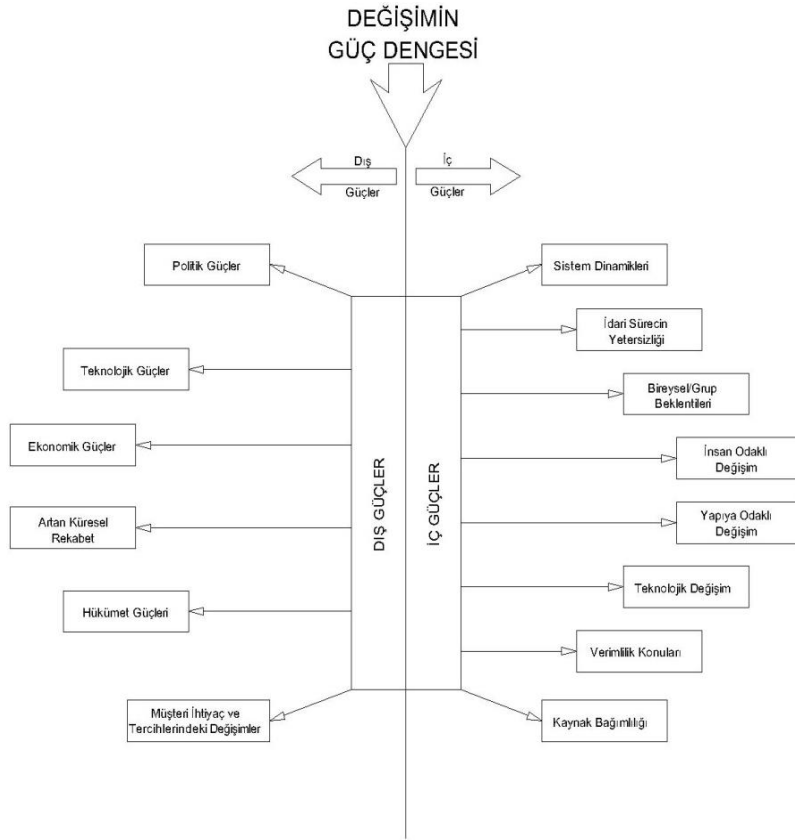 DEĞİŞİMİN
GÜÇ DENGESİ
Dış
Güçler
İç
Güçler
Politik Güçler
Teknolojik Güçler
Ekonomik Güçler
Artan Küresel
Rekabet
Hükümet Güçleri
Müşteri İhtiyaç ve
Tercihlerindeki Değişimler
DIŞ GÜÇLER
İÇ GÜÇLER
Sistem Dinamikleri
İdari Sürecin
Yetersizliği
Bireysel/Grup
Beklentileri
İnsan Odaklı
Değişim
Yapıya Odaklı
Değişim
Teknolojik Değişim
Verimlilik Konuları
Kaynak Bağımlılığı